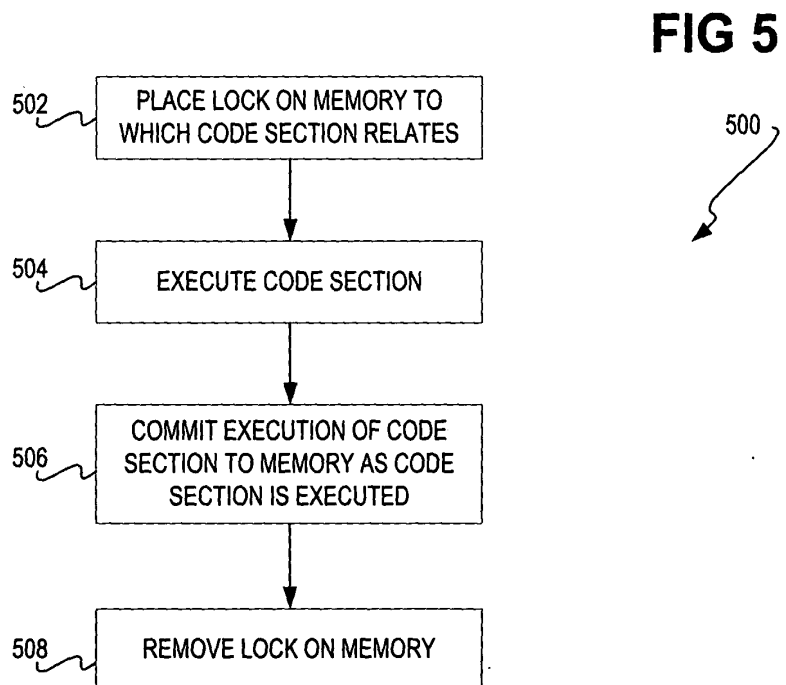 FIG 5
500
502
PLACE LOCK ON MEMORY TO
WHICH CODE SECTION RELATES
504
EXECUTE CODE SECTION
506
COMMIT EXECUTION OF CODE
SECTION TO MEMORY AS CODE
SECTION IS EXECUTED
508
REMOVE LOCK ON MEMORY